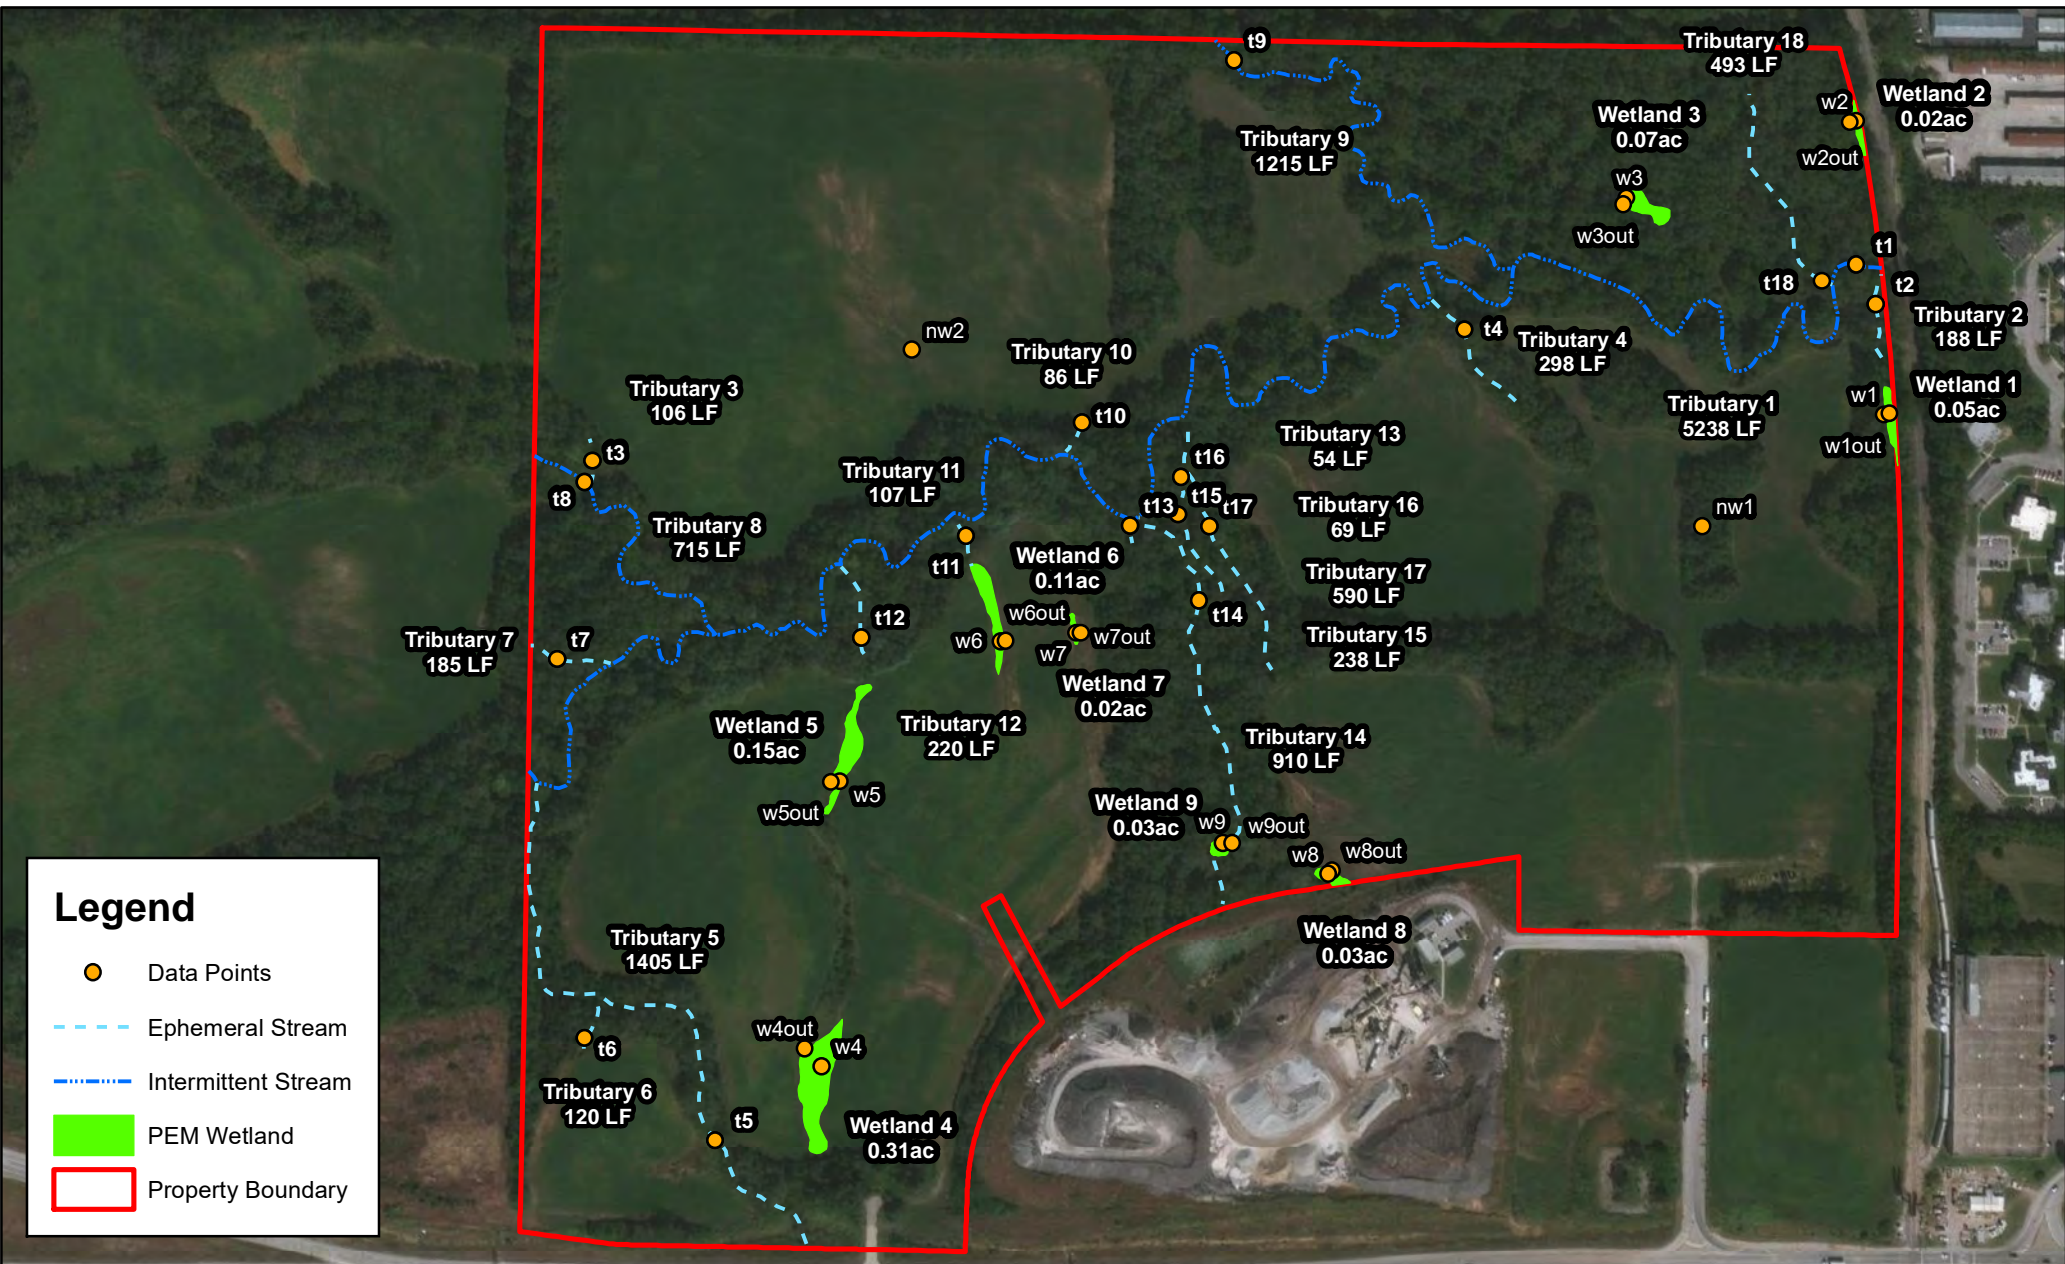 t9
Tributary 18
493 LF
w2
Wetland 2
0.02ac
w2out
Wetland 3
0.07ac
w3
w3out
Tributary 9
1215 LF
t1
t18
t2
Tributary 2
188 LF
t4
Tributary 4
298 LF
nw2
Tributary 10
86 LF
t10
Tributary 3
106 LF
t3
t8
Tributary 8
715 LF
Tributary 11
107 LF
t11
Tributary 1
5238 LF
w1
Wetland 1
0.05ac
w1out
nw1
Tributary 13
54 LF
t16
t15
t13
t17
Tributary 16
69 LF
Tributary 17
590 LF
Tributary 15
238 LF
t14
Wetland 6
0.11ac
w6out
w6
w7out
w7
Wetland 7
0.02ac
t12
Tributary 7
185 LF
t7
Wetland 5
0.15ac
Tributary 12
220 LF
w5
w5out
Tributary 14
910 LF
Wetland 9
0.03ac
w9
w9out
w8
w8out
Wetland 8
0.03ac
Tributary 5
1405 LF
w4out
w4
t6
Tributary 6
120 LF
t5
Wetland 4
0.31ac
Legend
Data Points
Ephemeral Stream
Intermittent Stream
PEM Wetland
Property Boundary